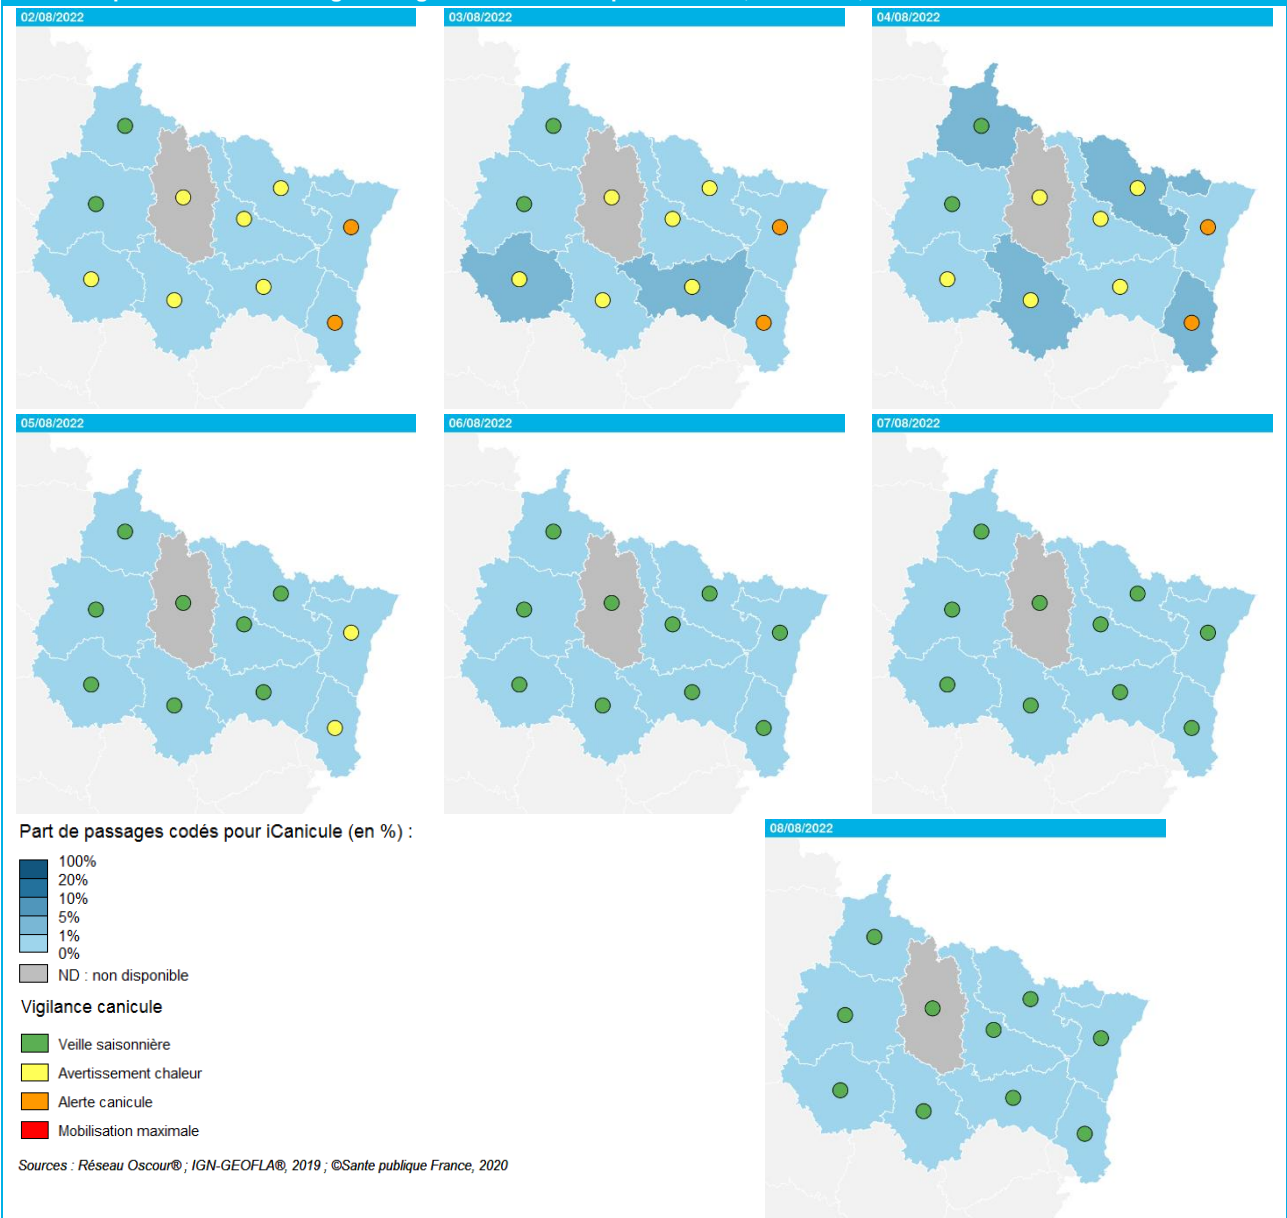 02/08/2022
03/08/2022
04/08/2022
05/08/2022
06/08/2022
07/08/2022
Part de passages codés pour iCanicule (en %) :
100%
20%
10%
5%
1%
0%
ND : non disponible
Vigilance canicule
Veille saisonnière
Avertissement chaleur
Alerte canicule
Mobilisation maximale
Sources : Réseau Oscour® ; IGN-GEOFLA®, 2019 ; ©Sante publique France, 2020
08/08/2022